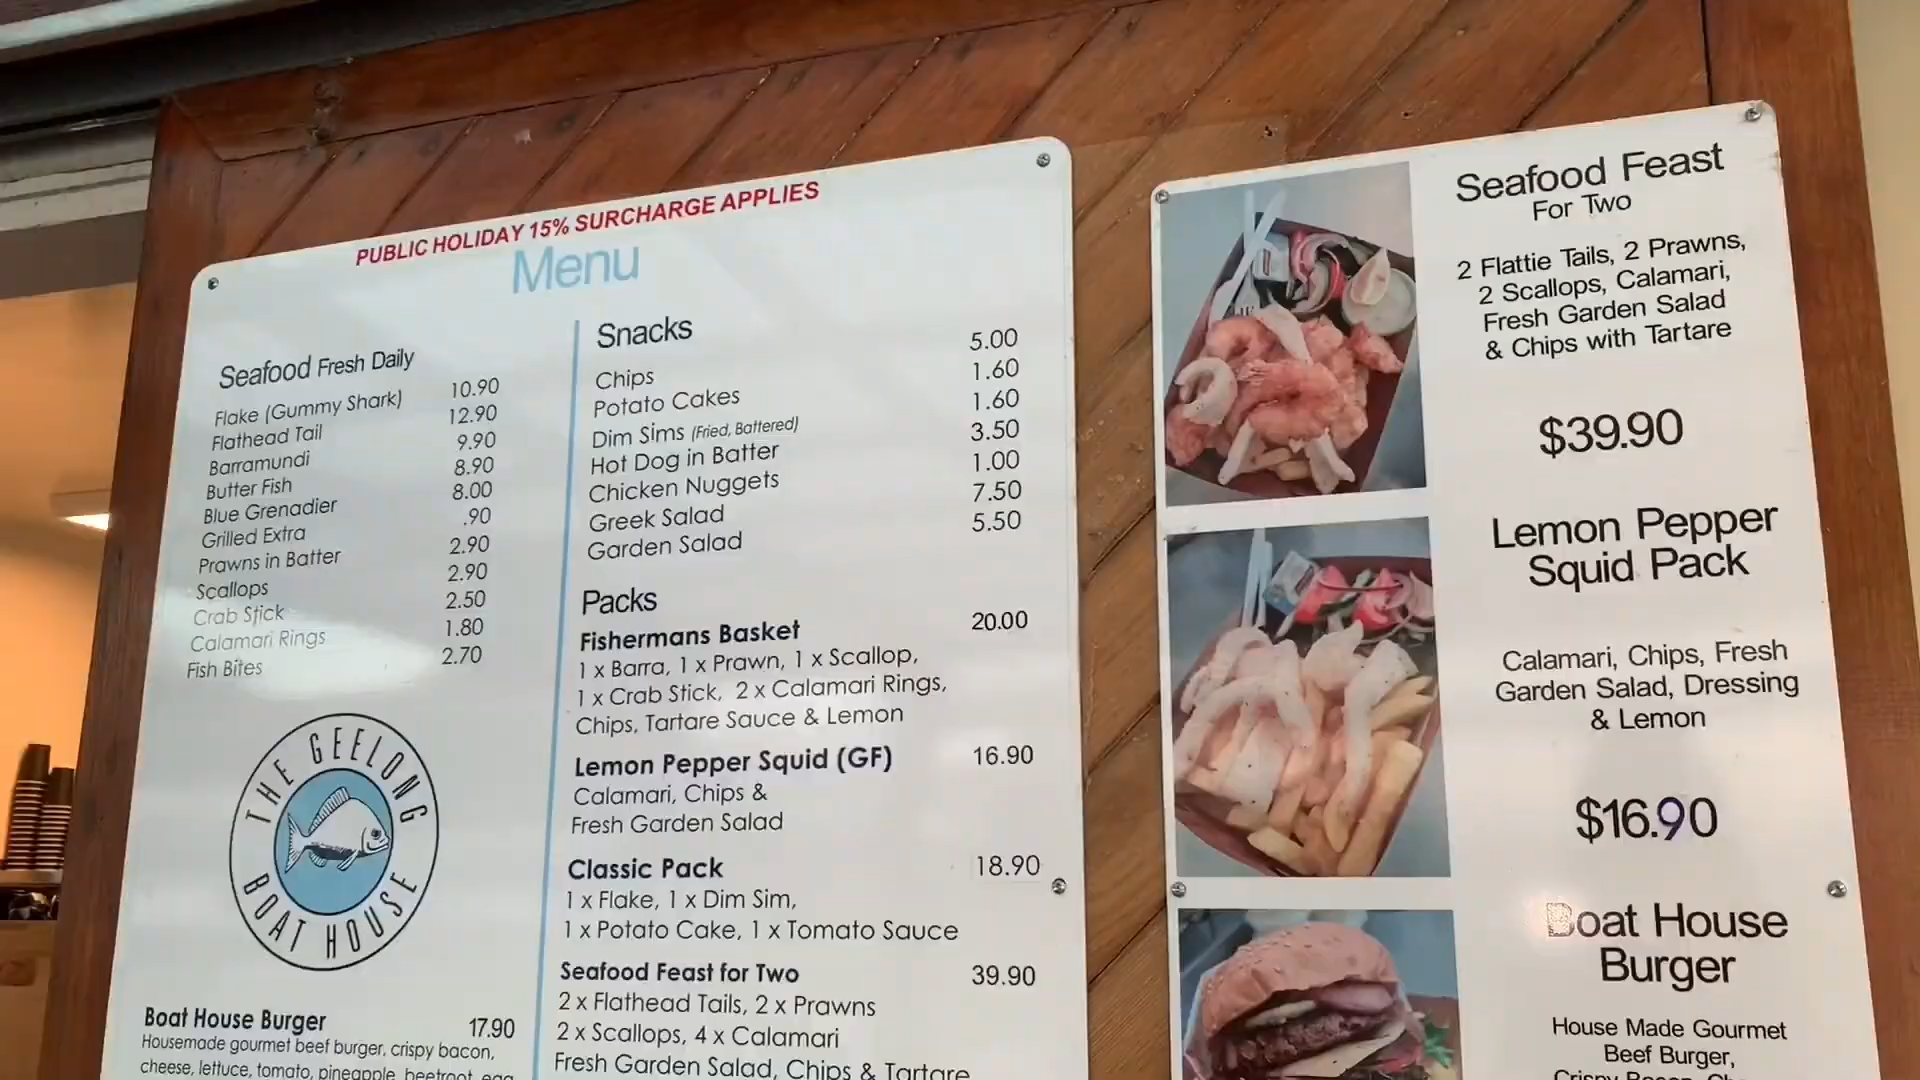 PUBLIC HOLIDAY 15% SURCHARGE APPLIES
Menu
Seafood Fresh Daily
Flake (Gummy Shark) 10.90
Flathead Tail 12.90
Barramundi 9.90
Butter Fish 8.90
Blue Grenadier 8.00
Grilled Extra .90
Prawns in Batter 2.90
Scallops 2.90
Crab Stick 2.50
Calamari Rings 1.80
Fish Bites 2.70
THE GEELONG
BOAT HOUSE
Boat House Burger 17.90
Housemade gourmet beef burger, crispy bacon,
cheese, lettuce, tomato, pineapple, beetroot, egg
Snacks
Chips 5.00
Potato Cakes 1.60
Dim Sims (Fried, Battered) 1.60
Hot Dog in Batter 3.50
Chicken Nuggets 1.00
Greek Salad 7.50
Garden Salad 5.50
Packs
Fishermans Basket 20.00
1 x Barra, 1 x Prawn, 1 x Scallop,
1 x Crab Stick, 2 x Calamari Rings,
Chips, Tartare Sauce & Lemon
Lemon Pepper Squid (GF) 16.90
Calamari, Chips &
Fresh Garden Salad
Classic Pack 18.90
1 x Flake, 1 x Dim Sim,
1 x Potato Cake, 1 x Tomato Sauce
Seafood Feast for Two 39.90
2 x Flathead Tails, 2 x Prawns
2 x Scallops, 4 x Calamari
Fresh Garden Salad, Chips & Tartare
Seafood Feast
For Two
2 Flattie Tails, 2 Prawns,
2 Scallops, Calamari,
Fresh Garden Salad
& Chips with Tartare
$39.90
Lemon Pepper
Squid Pack
Calamari, Chips, Fresh
Garden Salad, Dressing
& Lemon
$16.90
Boat House
Burger
House Made Gourmet
Beef Burger,
Crispy Bacon,